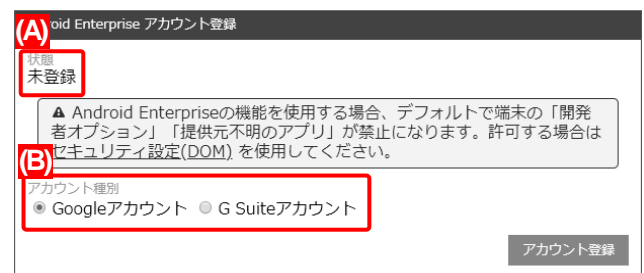 (A)
oid Enterprise アカウント登録
状態
未登録
▲ Android Enterpriseの機能を使用する場合、デフォルトで端末の「開発
者オプション」「提供元不明のアプリ」が禁止になります。許可する場合は
セキュリティ設定(DOM) を使用してください。
(B)
アカウント種別
Googleアカウント G Suiteアカウント
アカウント登録